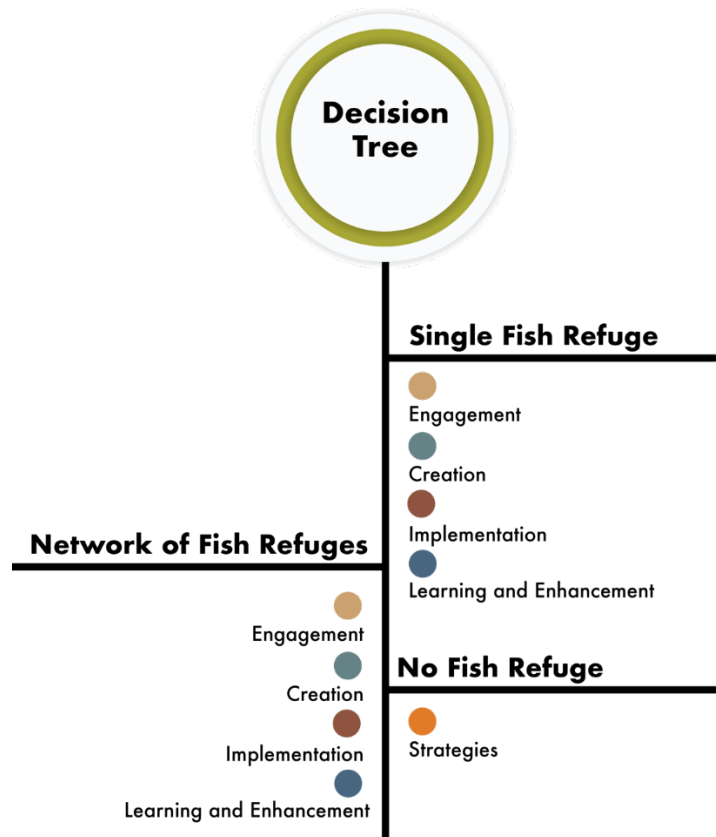 Decision
Tree
Single Fish Refuge
Engagement
Creation
Implementation
Learning and Enhancement
Network of Fish Refuges
Engagement
Creation
Implementation
Learning and Enhancement
No Fish Refuge
Strategies